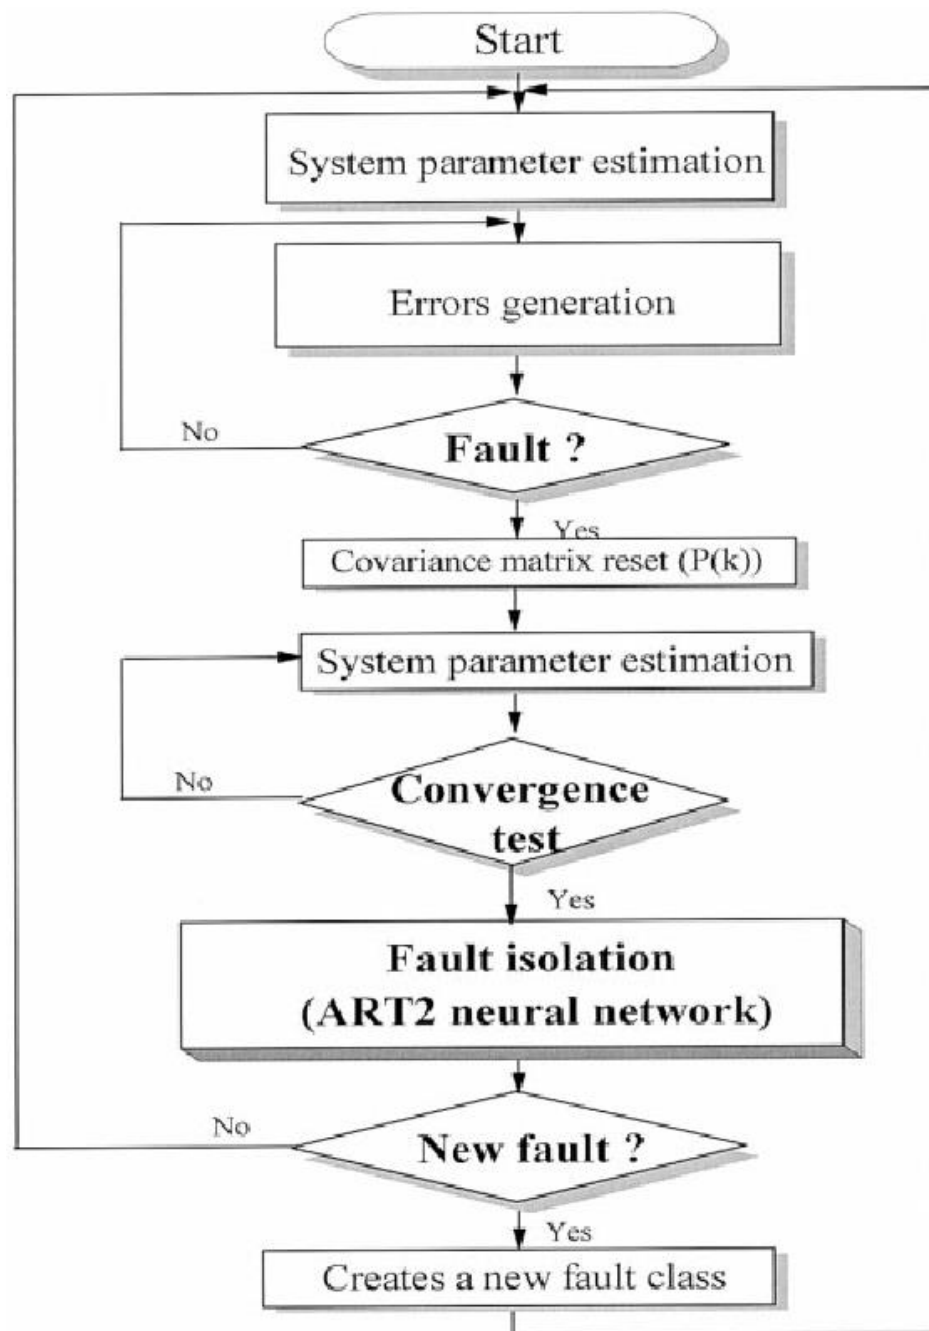 Start
System parameter estimation
Errors generation
No
Fault ?
Yes
Covariance matrix reset (P(k))
System parameter estimation
No
Convergence
test
Yes
Fault isolation
(ART2 neural network)
No
New fault ?
Yes
Creates a new fault class